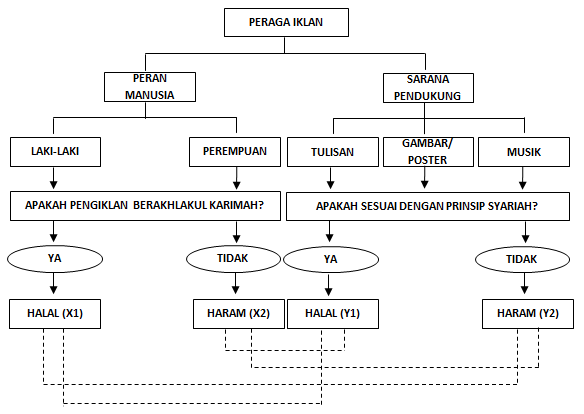 PERAGA IKLAN
PERAN
MANUSIA
SARANA
PENDUKUNG
LAKI-LAKI
PEREMPUAN
TULISAN
GAMBAR/
POSTER
MUSIK
APAKAH PENGIKLAN BERAKHLAKUL KARIMAH?
APAKAH SESUAI DENGAN PRINSIP SYARIAH?
YA
TIDAK
YA
TIDAK
HALAL (X1)
HARAM (X2)
HALAL (Y1)
HARAM (Y2)